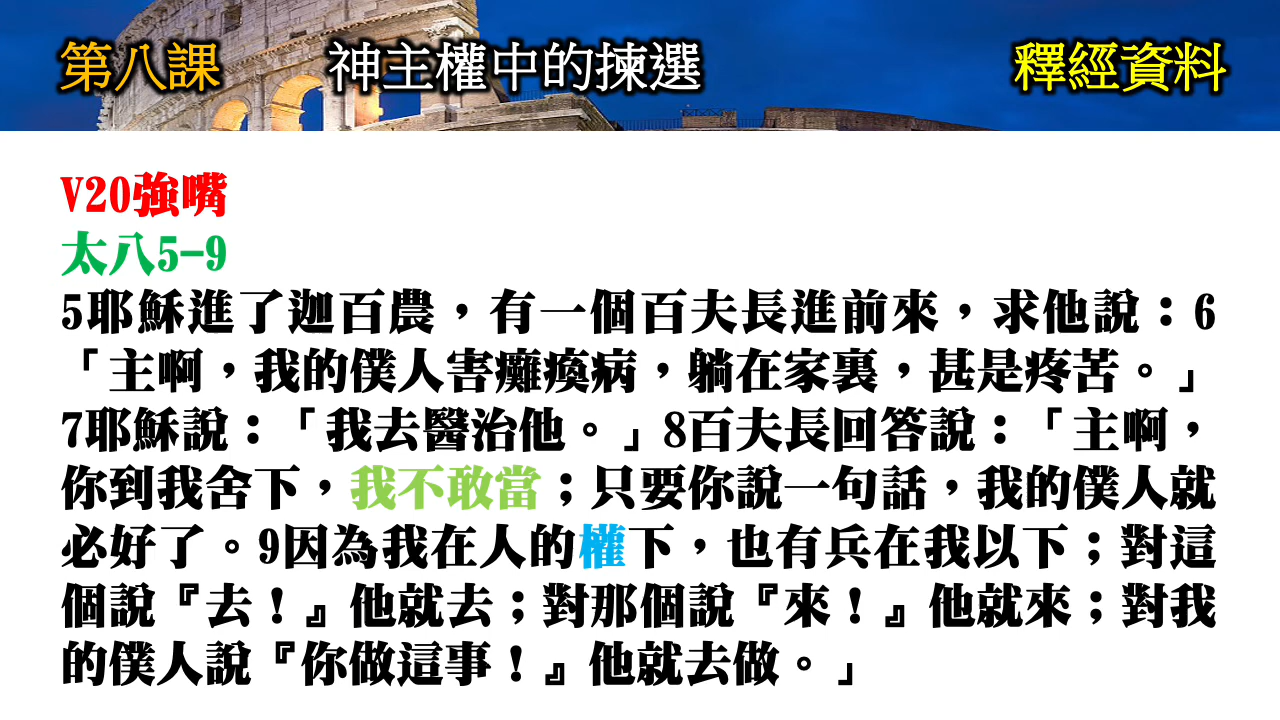 第八課 神主權中的揀選 釋經資料
V20強嘴
太八5-9
5耶穌進了迦百農，有一個百夫長進前來，求他說：6
「主啊，我的僕人害癱瘓病，躺在家裏，甚是疼苦。」
7耶穌說：「我去醫治他。」8百夫長回答說：「主啊，
你到我舍下，我不敢當；只要你說一句話，我的僕人就
必好了。9因為我在人的權下，也有兵在我以下；對這
個說『去！』他就去；對那個說『來！』他就來；對我
的僕人說『你做這事！』他就去做。」